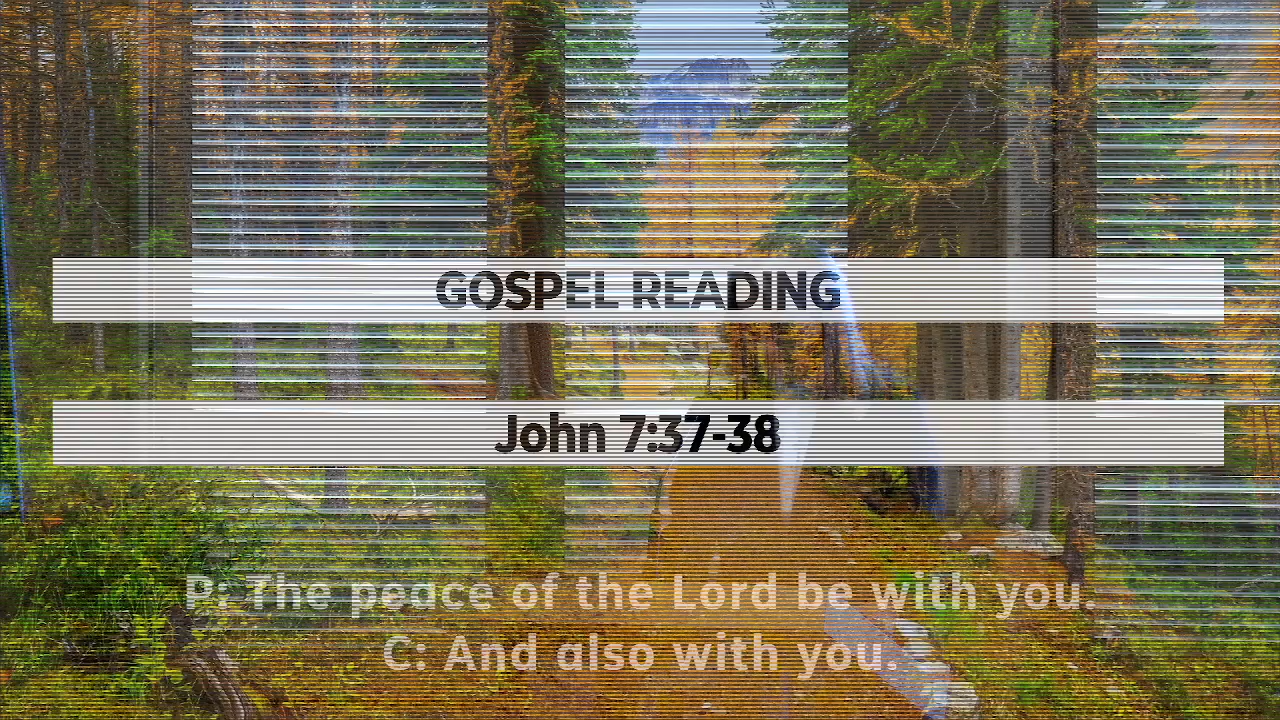 GOSPEL READING
John 7:37-38
P: The peace of the Lord be with you.
C: And also with you.